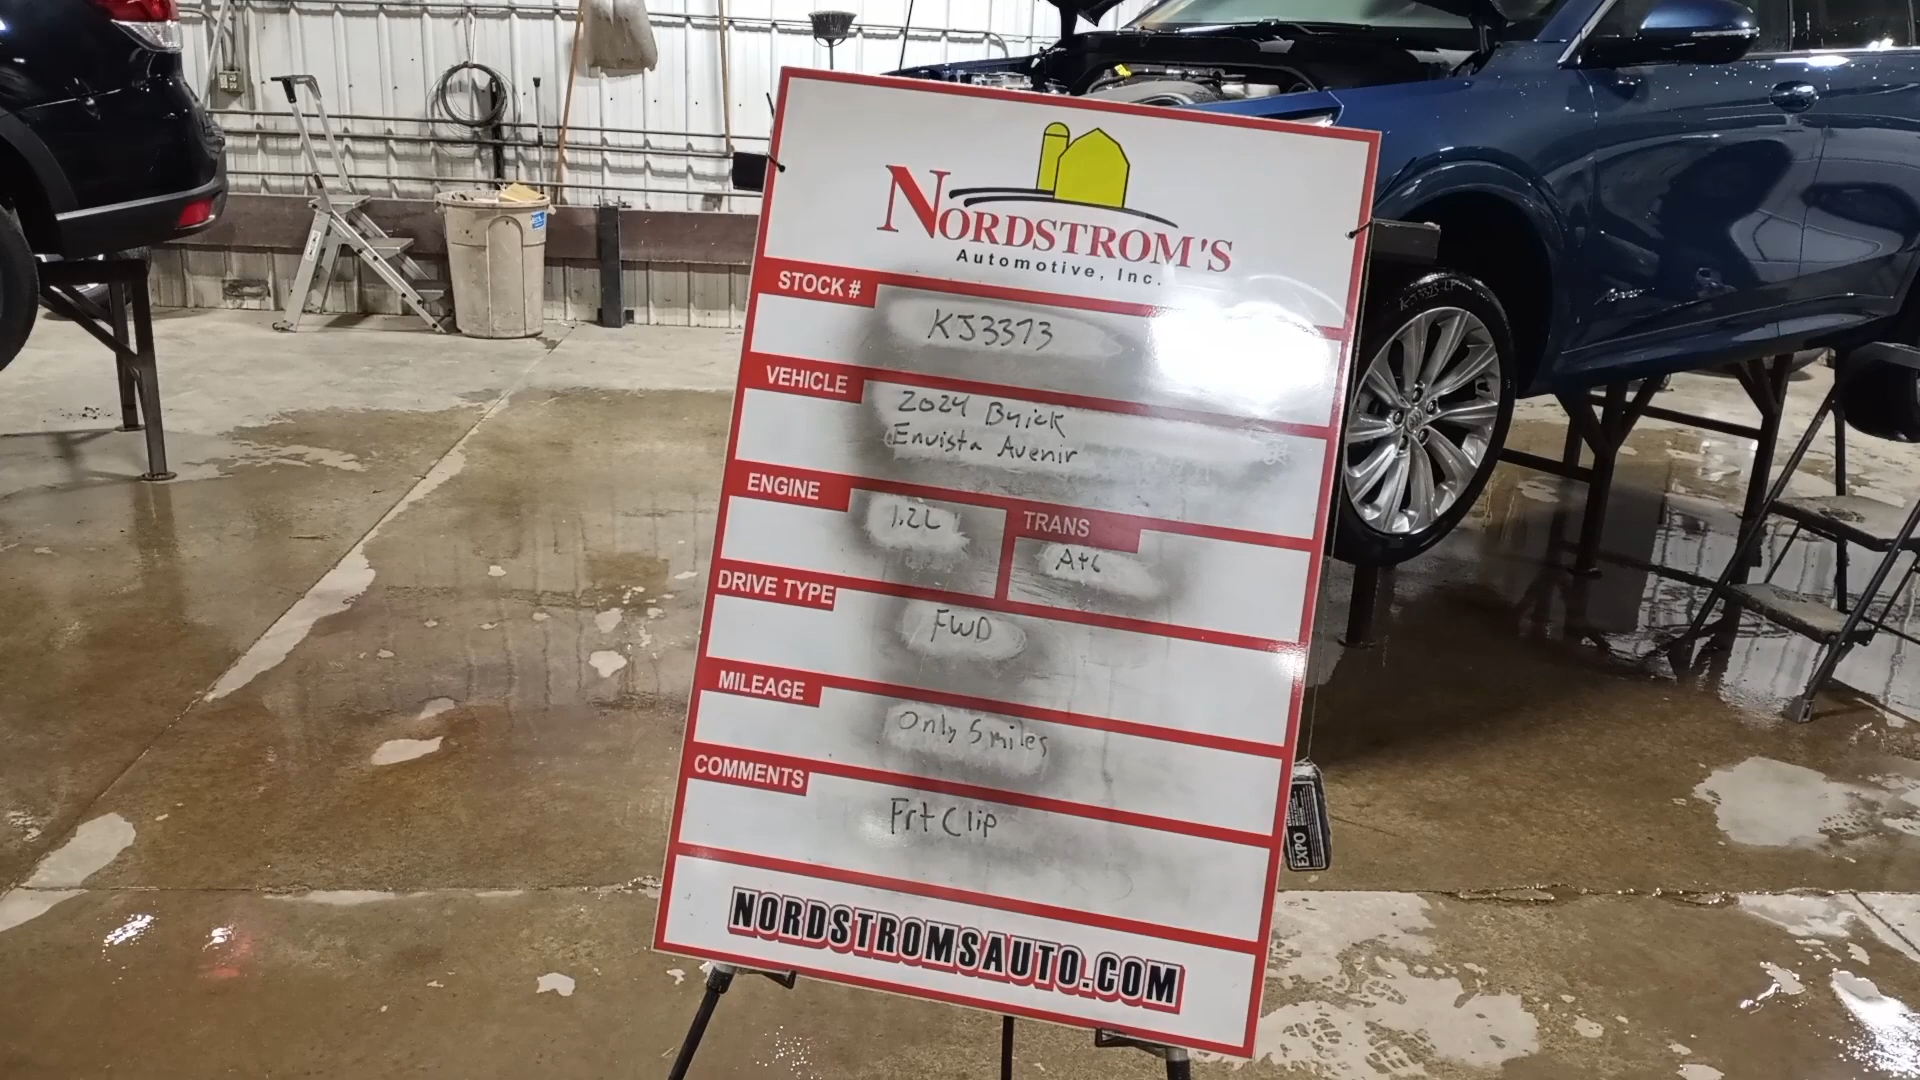 NORDSTROM'S
Automotive, Inc.
STOCK #
KJ3373
VEHICLE
2024 Buick
Envista Avenir
ENGINE
1.2L
TRANS
DRIVE TYPE
FWD
MILEAGE
Only 5 miles
COMMENTS
Frt Clip
NORDSTROMSAUTO.COM
EXPO